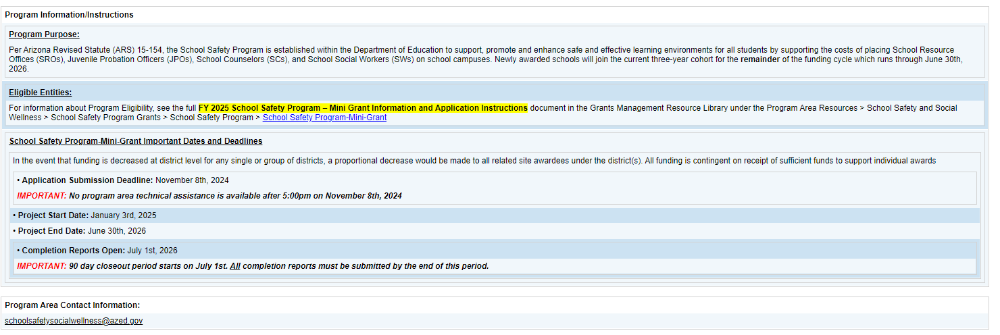 Program Information/Instructions
Program Purpose:
Per Arizona Revised Statute (ARS) 15-154, the School Safety Program is established within the Department of Education to support, promote and enhance safe and effective learning environments for all students by supporting the costs of placing School Resource
Offices (SROs), Juvenile Probation Officers (JPOs), School Counselors (SCs), and School Social Workers (SWs) on school campuses. Newly awarded schools will join the current three-year cohort for the remainder of the funding cycle which runs through June 30th,
2026.
Eligible Entities:
For information about Program Eligibility, see the full FY 2025 School Safety Program – Mini Grant Information and Application Instructions document in the Grants Management Resource Library under the Program Area Resources > School Safety and Social
Wellness > School Safety Program Grants > School Safety Program > School Safety Program-Mini-Grant
School Safety Program-Mini-Grant Important Dates and Deadlines
In the event that funding is decreased at district level for any single or group of districts, a proportional decrease would be made to all related site awardees under the district(s). All funding is contingent on receipt of sufficient funds to support individual awards
• Application Submission Deadline: November 8th, 2024
IMPORTANT: No program area technical assistance is available after 5:00pm on November 8th, 2024
• Project Start Date: January 3rd, 2025
• Project End Date: June 30th, 2026
• Completion Reports Open: July 1st, 2026
IMPORTANT: 90 day closeout period starts on July 1st. All completion reports must be submitted by the end of this period.
Program Area Contact Information:
schoolsafetysocialwellness@azed.gov